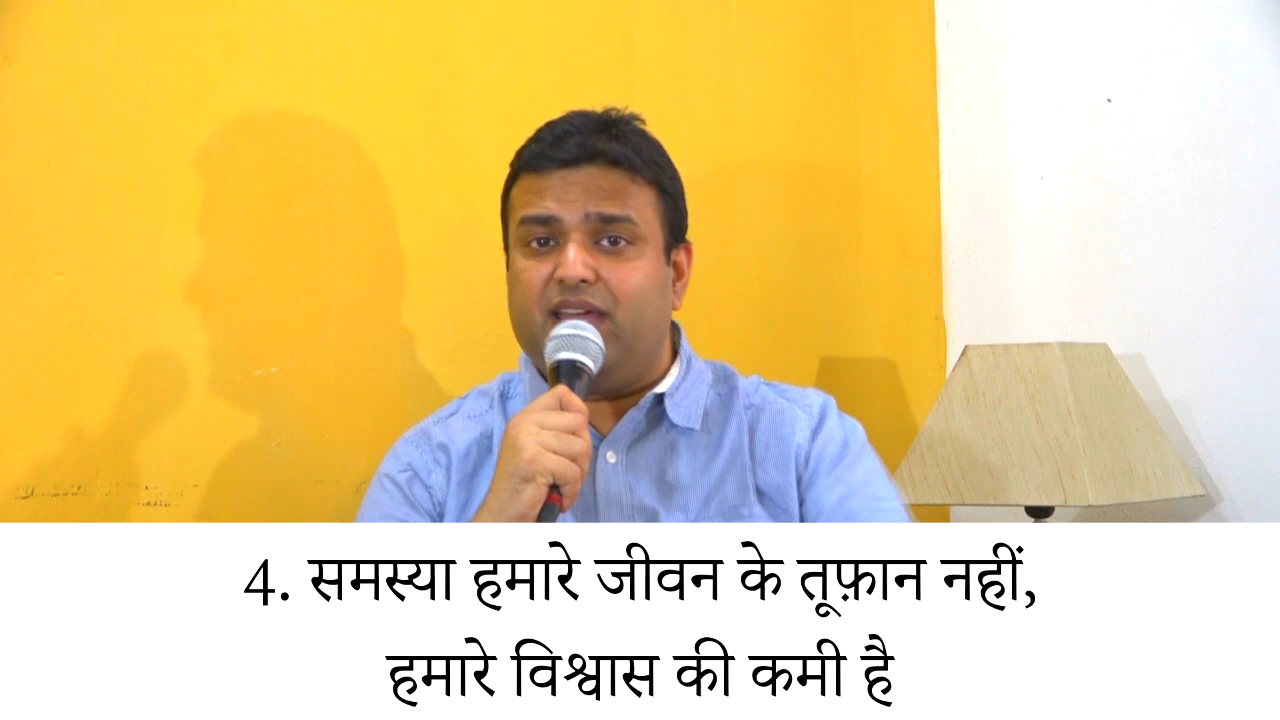 4. समस्या हमारे जीवन के तूफ़ान नहीं,
हमारे विश्वास की कमी है